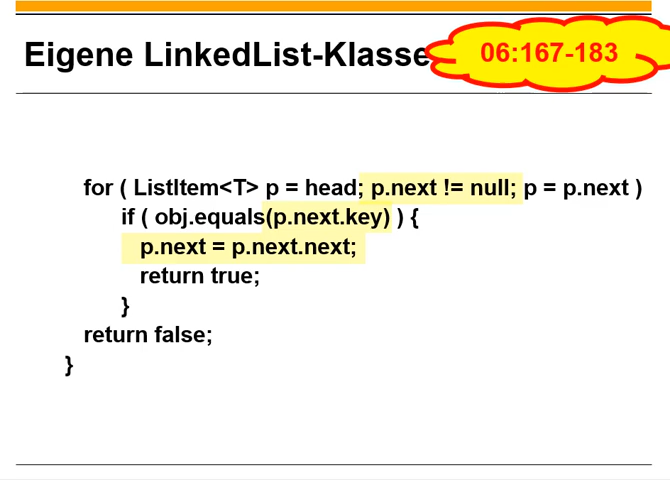 Eigene LinkedList-Klasse
06:167-183
for ( ListItem<T> p = head; p.next != null; p = p.next )
if ( obj.equals(p.next.key) ) {
p.next = p.next.next;
return true;
}
return false;
}